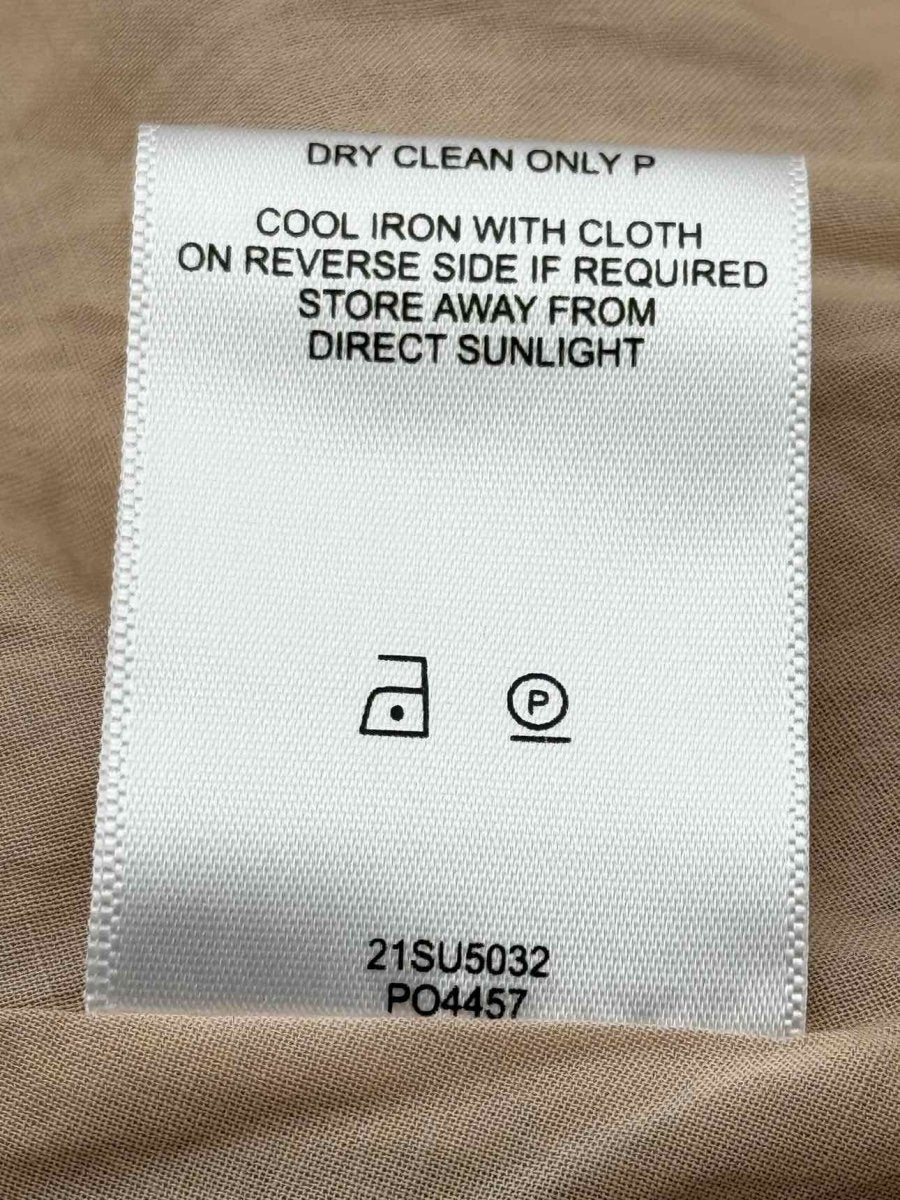 DRY CLEAN ONLY P
COOL IRON WITH CLOTH
ON REVERSE SIDE IF REQUIRED
STORE AWAY FROM
DIRECT SUNLIGHT
P
21SU5032
PO4457